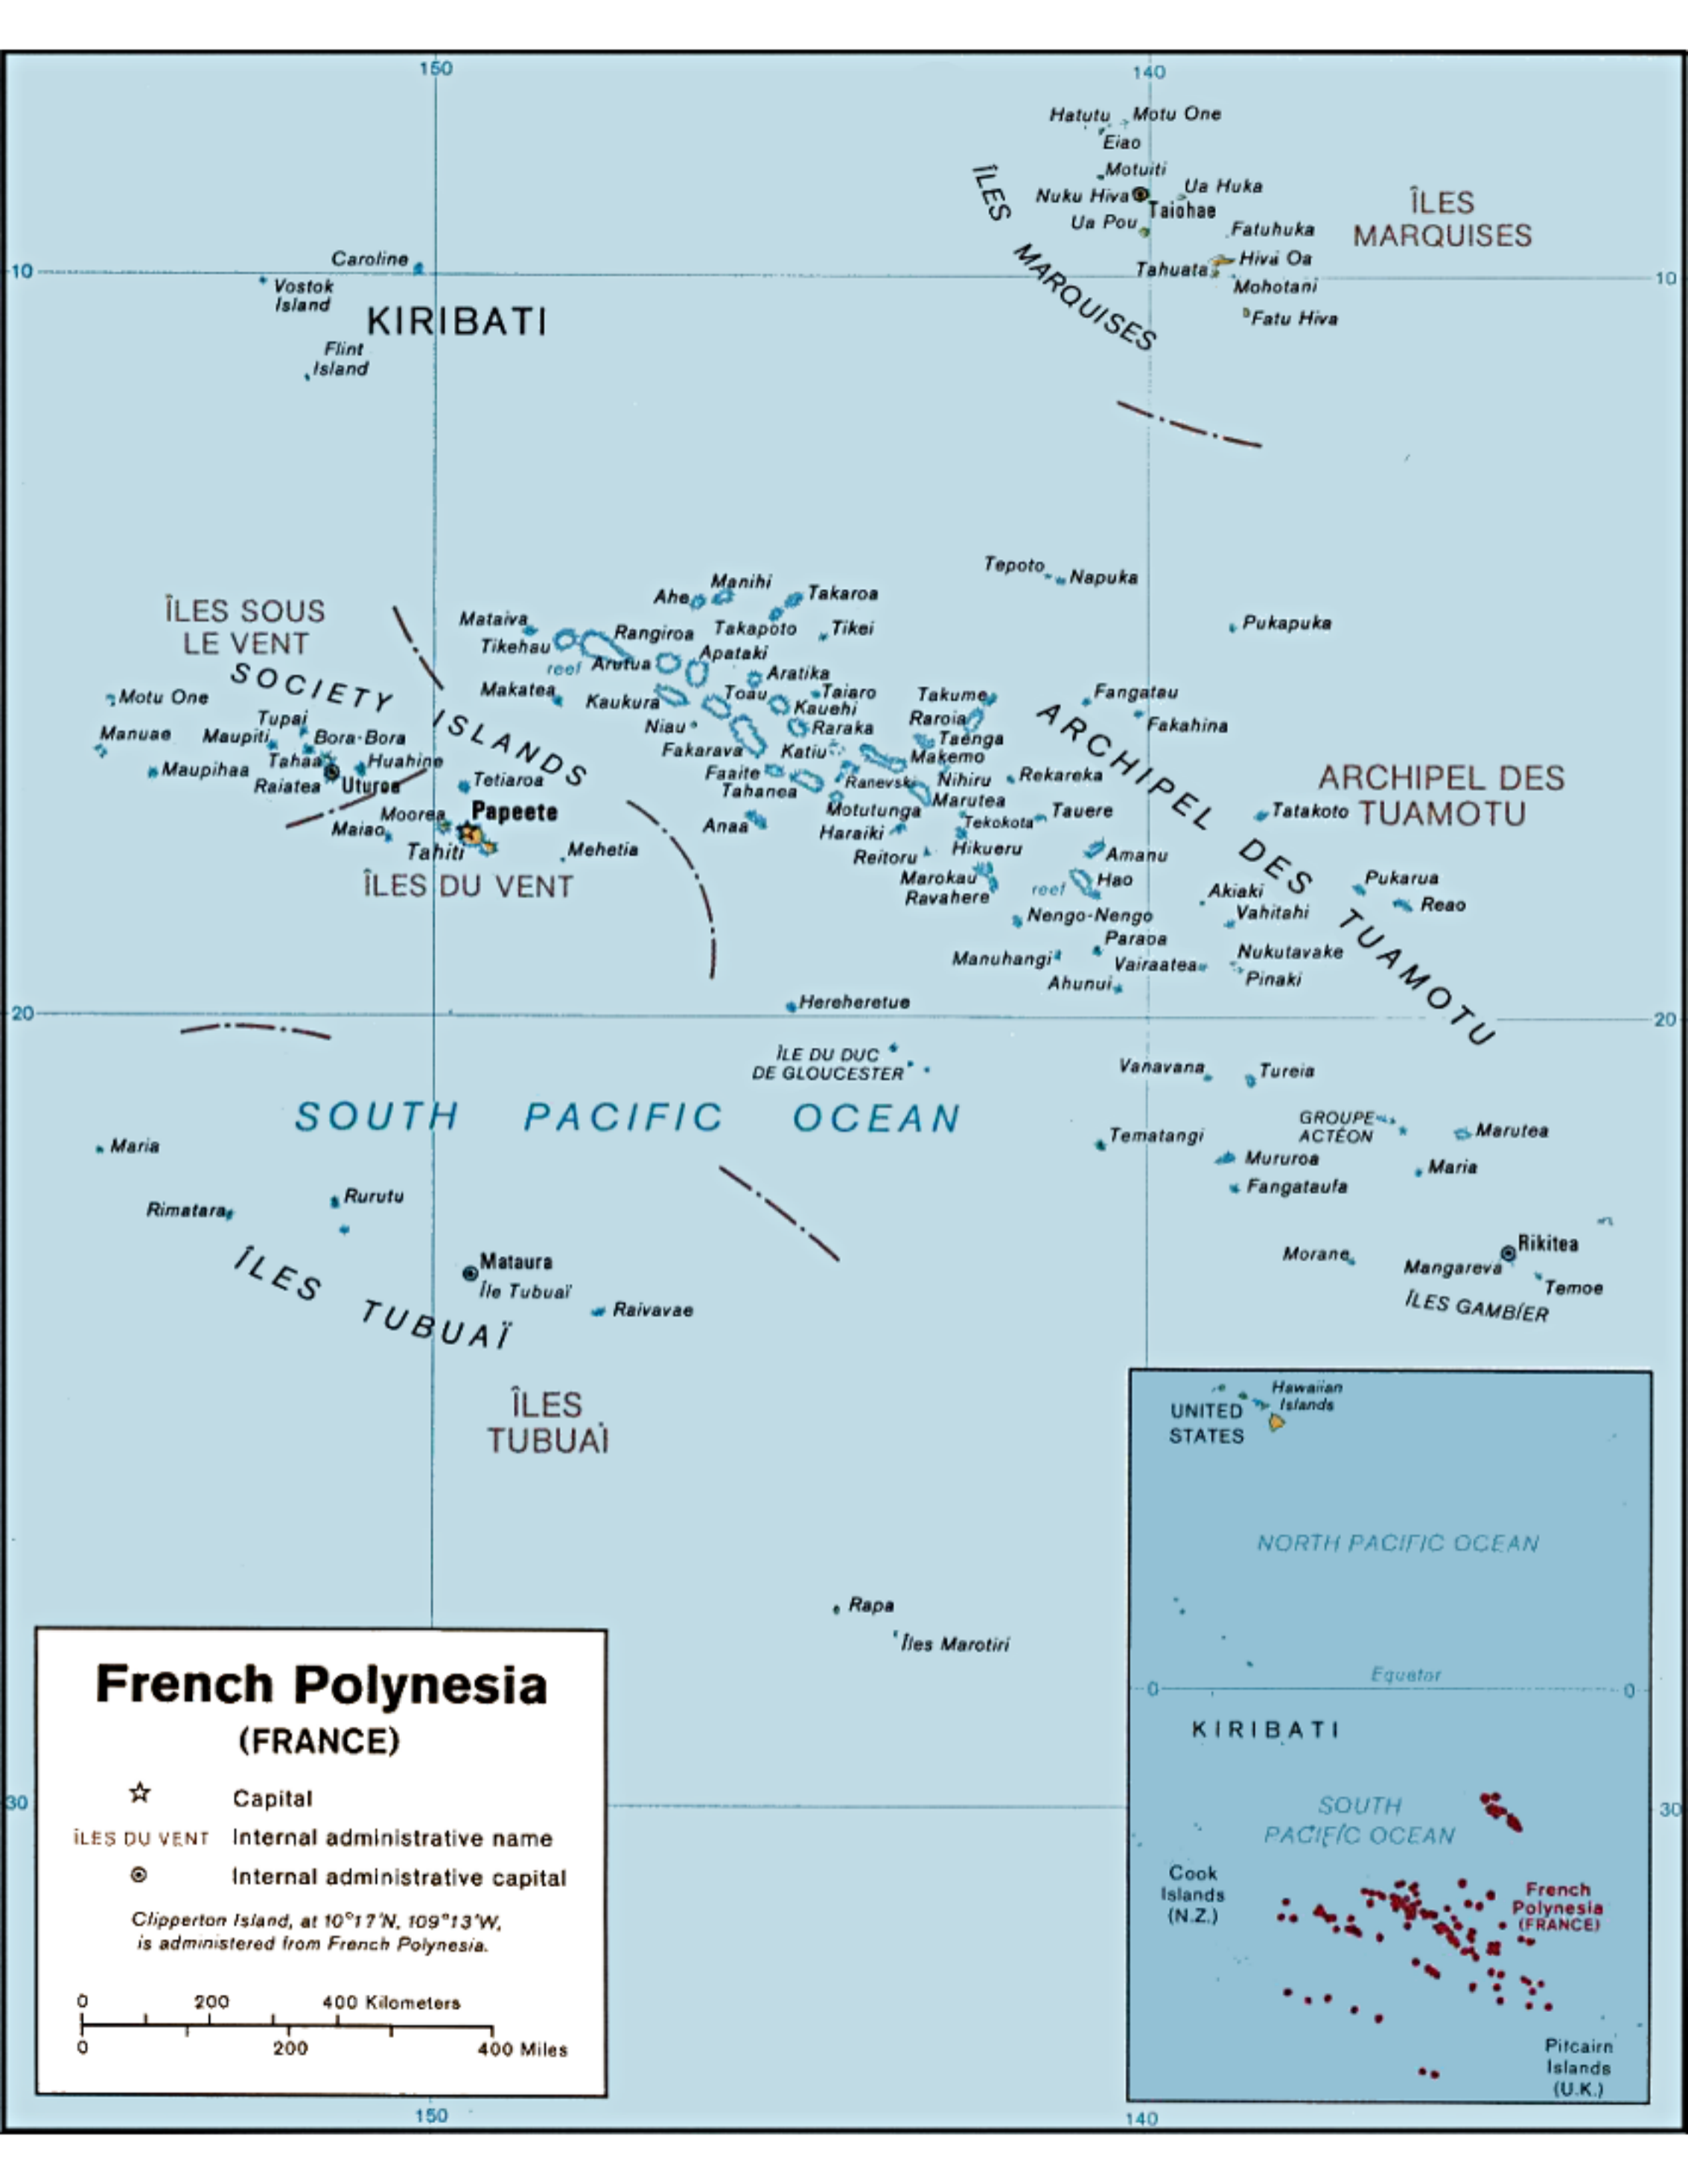 150
140
Hatutu
Motu One
Eiao
Motuiti
Nuku Hiva
Ua Huka
Taiohae
Ua Pou
Fatuhuka
Hiva Oa
Tahuata
Mohotani
Fatu Hiva
ÎLES MARQUISES
ÎLES
MARQUISES
10
10
Caroline
Vostok
Island
KIRIBATI
Flint
Island
Tepoto
Napuka
Pukapuka
Manihi
Ahe
Takaroa
Mataiva
Rangiroa
Takapoto
Tikei
Tikehau
reef
Arutua
Apataki
Aratika
Makatea
Kaukura
Toau
Taiaro
Kauehi
Niau
Raraka
Fakarava
Katiu
Takume
Raroia
Taenga
Makemo
Fangatau
Fakahina
Faaite
Tahanea
Ranevski
Nihiru
Rekareka
Marutea
Motutunga
Anaa
Haraiki
Tekokota
Tauere
Reitoru
Hikueru
Amanu
Marokau
Ravahere
reef
Hao
Nengo-Nengo
Paraoa
Manuhangi
Vairaatea
Ahunui
Akiaki
Vahitahi
Nukutavake
Pinaki
Tatakoto
Pukarua
Reao
ARCHIPEL DES TUAMOTU
ARCHIPEL DES
TUAMOTU
ÎLES SOUS
LE VENT
SOCIETY ISLANDS
Motu One
Manuae
Tupai
Maupiti
Bora-Bora
Tahaa
Huahine
Maupihaa
Raiatea
Uturoa
Tetiaroa
Moorea
Papeete
Maiao
Tahiti
Mehetia
ÎLES DU VENT
20
20
Hereheretue
ÎLE DU DUC
DE GLOUCESTER
Vanavana
Tureia
SOUTH PACIFIC OCEAN
Tematangi
GROUPE
ACTÉON
Marutea
Mururoa
Maria
Fangataufa
Maria
Rimatara
Rurutu
Mataura
Île Tubuaï
Raivavae
ÎLES TUBUAÏ
ÎLES
TUBUAÏ
Morane
Rikitea
Mangareva
Temoe
ÎLES GAMBIER
Rapa
Îles Marotiri
Hawaiian
Islands
UNITED
STATES
NORTH PACIFIC OCEAN
Equator
0
0
KIRIBATI
SOUTH
PACIFIC OCEAN
Cook
Islands
(N.Z.)
French
Polynesia
(FRANCE)
Pitcairn
Islands
(U.K.)
30
30
French Polynesia
(FRANCE)
Capital
ÎLES DU VENT Internal administrative name
Internal administrative capital
Clipperton Island, at 10°17'N, 109°13'W,
is administered from French Polynesia.
0 200 400 Kilometers
0 200 400 Miles
150
140